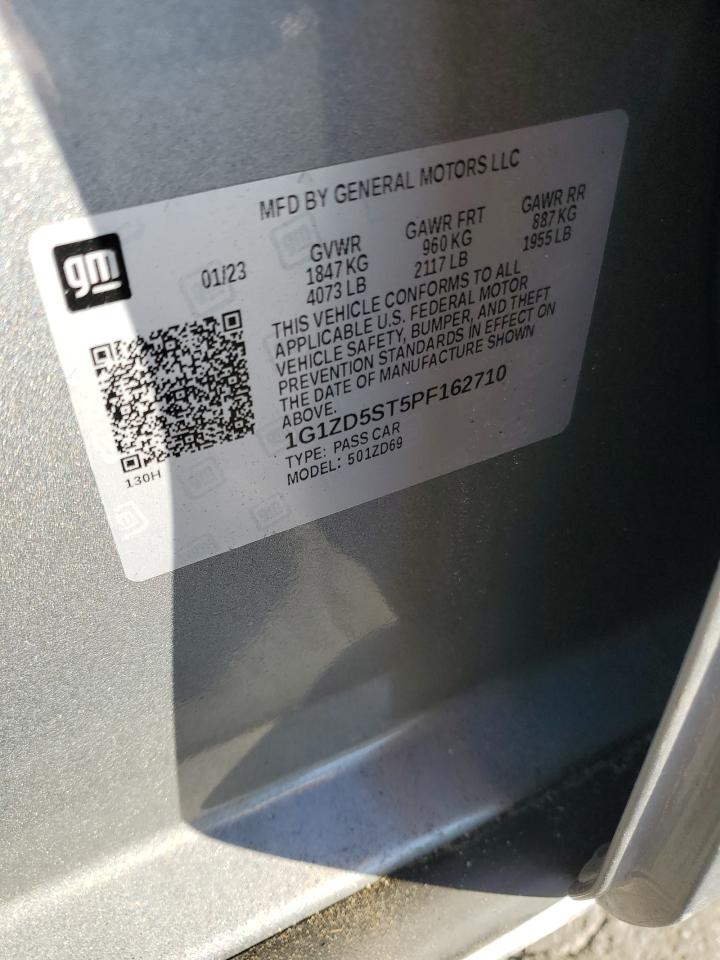 MFD BY GENERAL MOTORS LLC
gm
01/23
GVWR
1847 KG
4073 LB
GAWR FRT
960 KG
2117 LB
GAWR RR
887 KG
1955 LB
THIS VEHICLE CONFORMS TO ALL
APPLICABLE U.S. FEDERAL MOTOR
VEHICLE SAFETY, BUMPER, AND THEFT
PREVENTION STANDARDS IN EFFECT ON
THE DATE OF MANUFACTURE SHOWN
ABOVE.
1G1ZD5ST5PF162710
TYPE: PASS CAR
MODEL: 501ZD69
130H